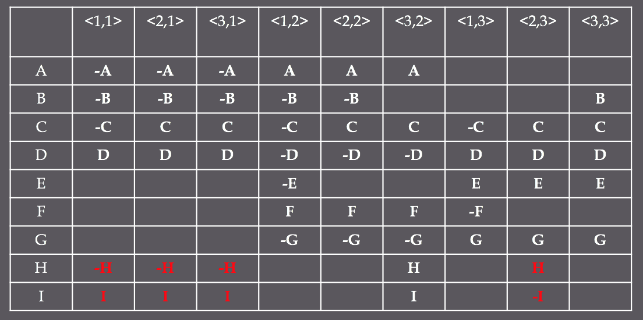 <1,1> <2,1> <3,1> <1,2> <2,2> <3,2> <1,3> <2,3> <3,3>
A -A -A -A A A A
B -B -B -B -B -B B
C -C C C -C C C -C C C
D D D D -D -D -D D D D
E -E E E E
F F F F -F
G -G -G -G G G G
H -H -H -H H H
I I I I I -I